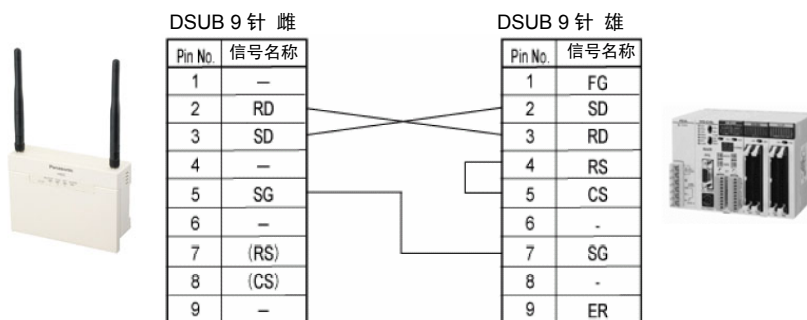 DSUB 9 针 雌 DSUB 9 针 雄
Pin No. 信号名称 Pin No. 信号名称
1 — 1 FG
2 RD 2 SD
3 SD 3 RD
4 — 4 RS
5 SG 5 CS
6 — 6 -
7 (RS) 7 SG
8 (CS) 8 -
9 — 9 ER
Panasonic